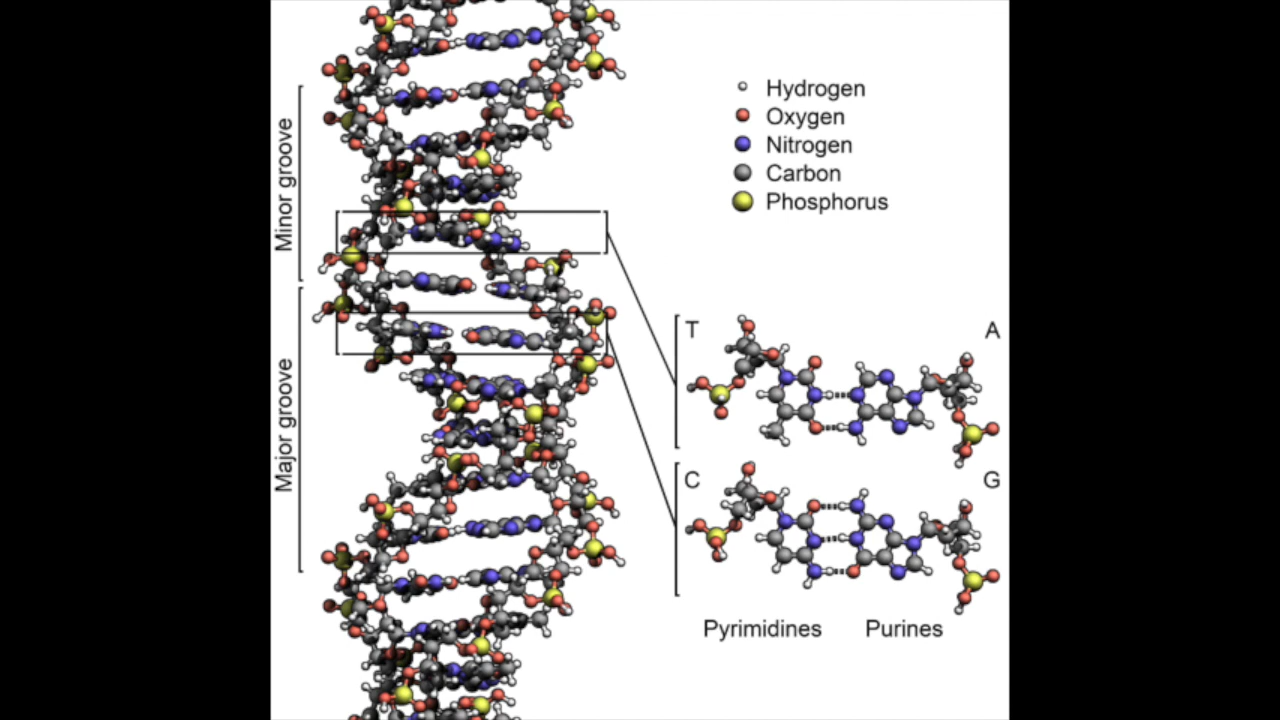 Minor groove
Major groove
Hydrogen
Oxygen
Nitrogen
Carbon
Phosphorus
T A
C G
Pyrimidines Purines